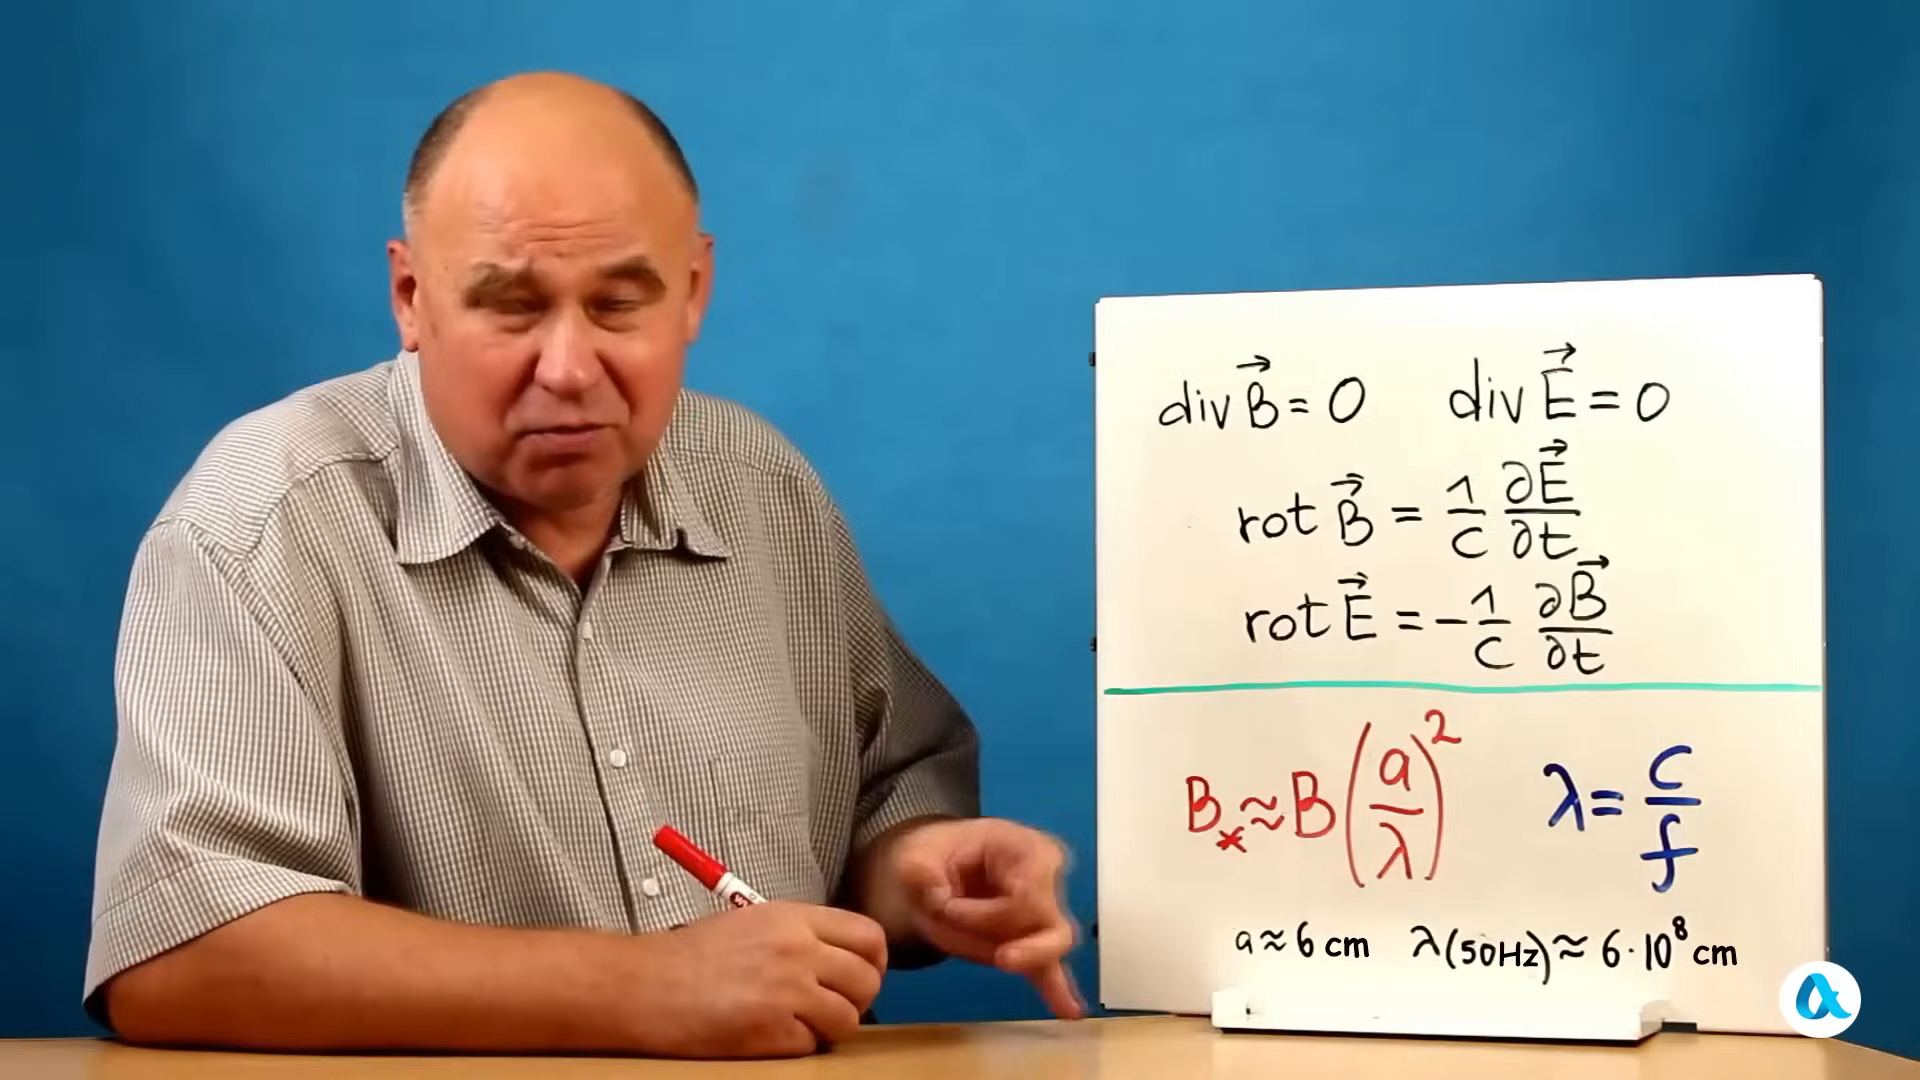 div B⃗ = 0 div E⃗ = 0
rot B⃗ = 1/c ∂E⃗/∂t
rot E⃗ = - 1/c ∂B⃗/∂t
B* ≈ B (a/λ)² λ = c/f
a ≈ 6 cm λ(50Hz) ≈ 6·10⁸ cm